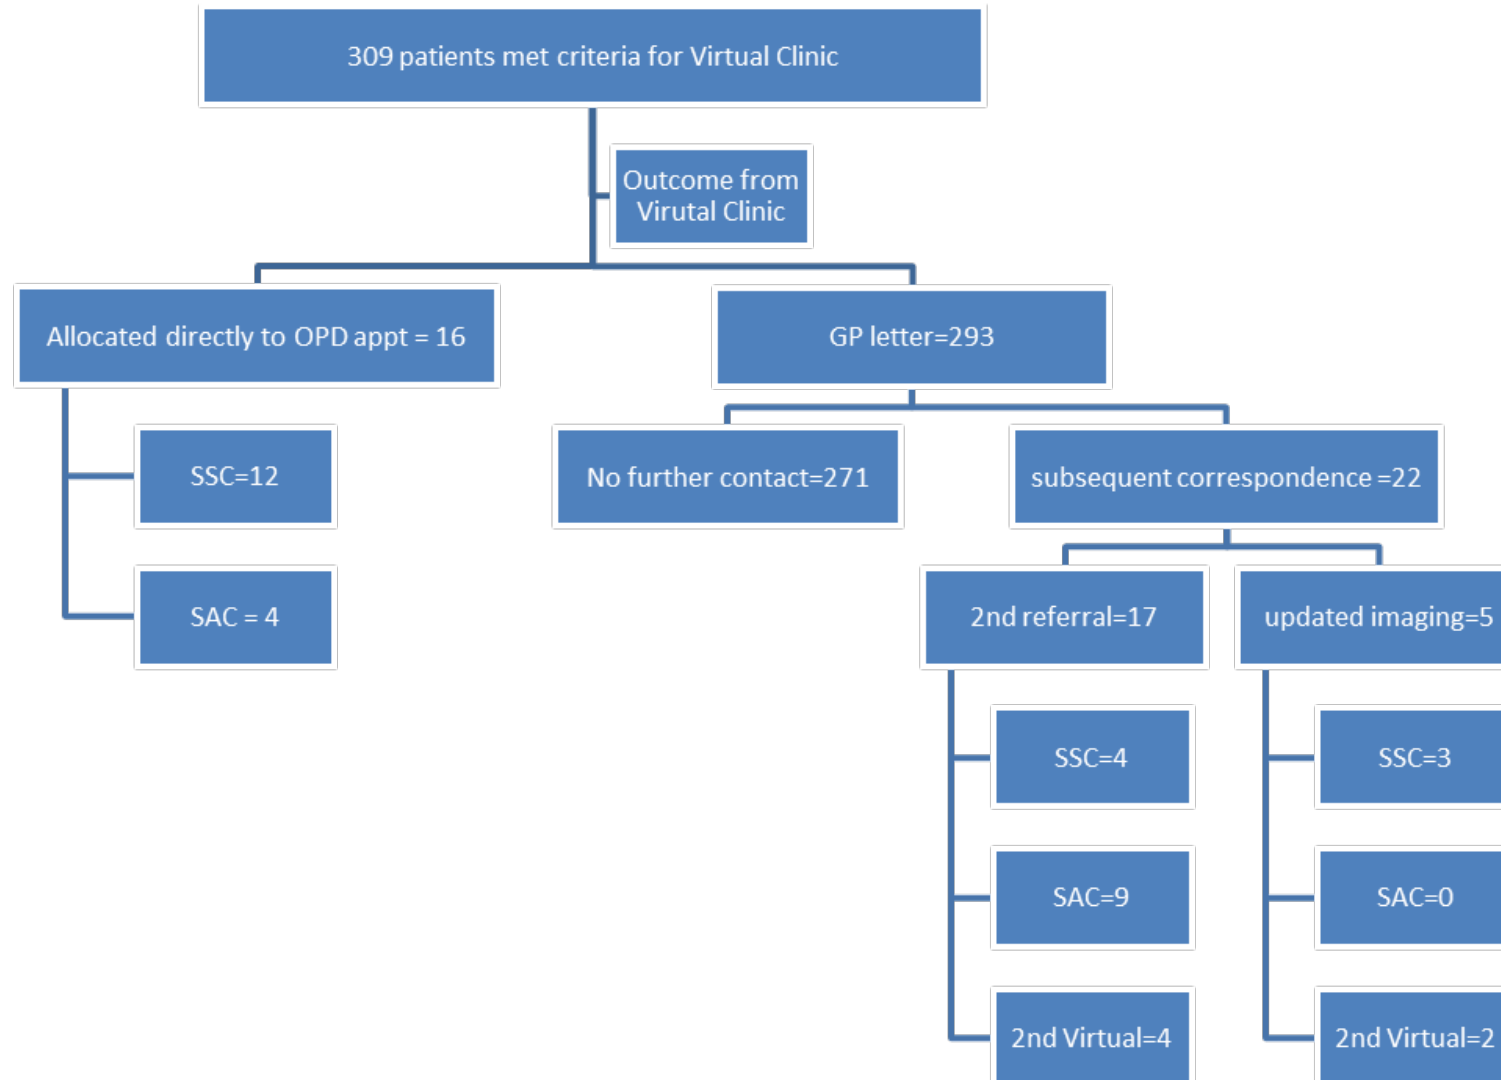 309 patients met criteria for Virtual Clinic
Outcome from
Virutal Clinic
Allocated directly to OPD appt = 16
GP letter=293
SSC=12
SAC = 4
No further contact=271
subsequent correspondence =22
2nd referral=17
updated imaging=5
SSC=4
SAC=9
2nd Virtual=4
SSC=3
SAC=0
2nd Virtual=2